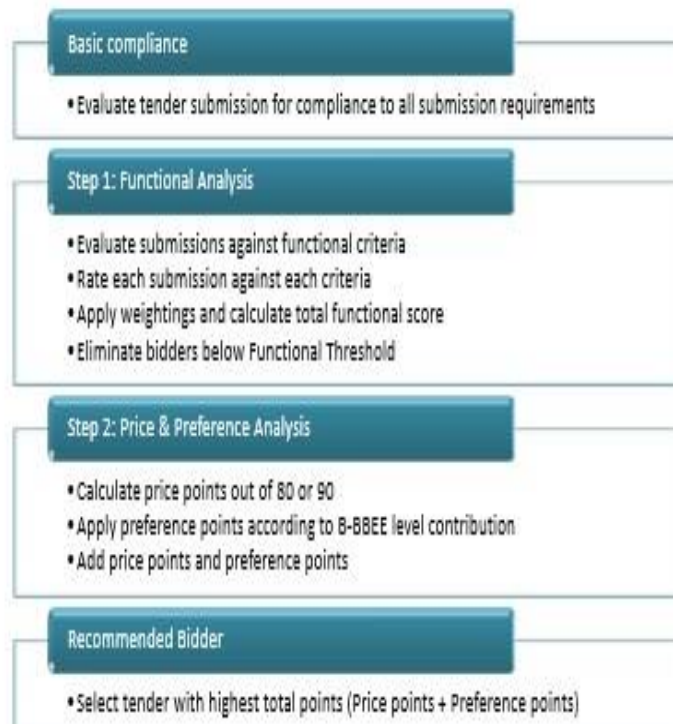 Basic compliance
• Evaluate tender submission for compliance to all submission requirements
Step 1: Functional Analysis
• Evaluate submissions against functional criteria
• Rate each submission against each criteria
• Apply weightings and calculate total functional score
• Eliminate bidders below Functional Threshold
Step 2: Price & Preference Analysis
• Calculate price points out of 80 or 90
• Apply preference points according to B-BBEE level contribution
• Add price points and preference points
Recommended Bidder
• Select tender with highest total points (Price points + Preference points)